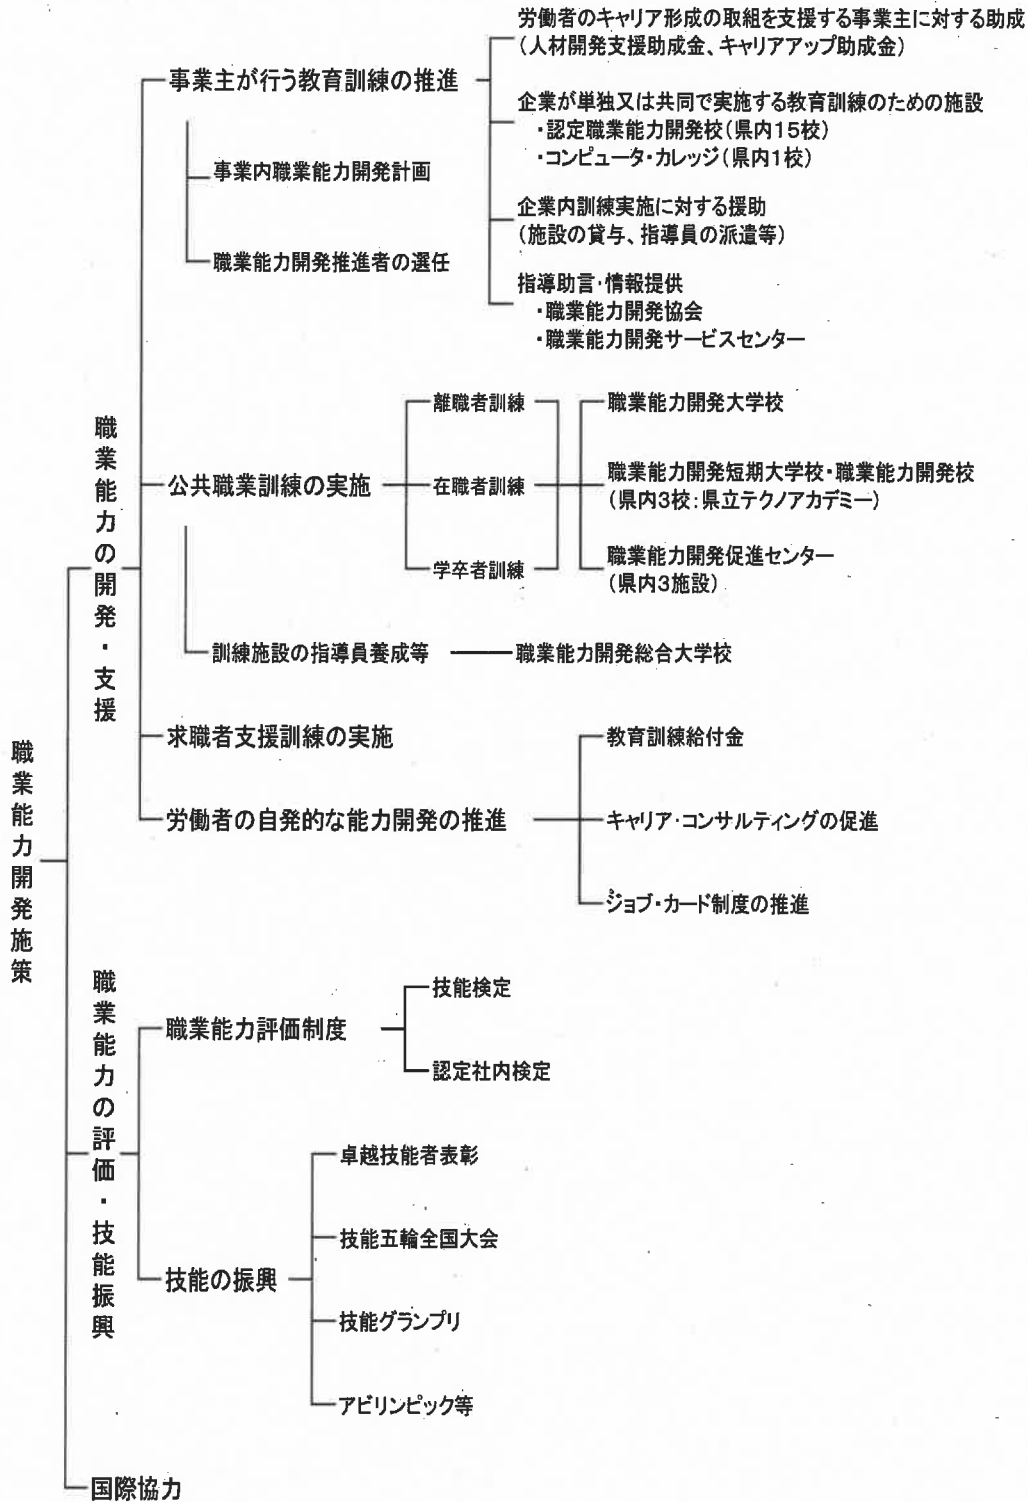 職業能力開発施策
職業能力の開発・支援
事業主が行う教育訓練の推進
事業内職業能力開発計画
職業能力開発推進者の選任
労働者のキャリア形成の取組を支援する事業主に対する助成
(人材開発支援助成金、キャリアアップ助成金)
企業が単独又は共同で実施する教育訓練のための施設
・認定職業能力開発校(県内15校)
・コンピュータ・カレッジ(県内1校)
企業内訓練実施に対する援助
(施設の貸与、指導員の派遣等)
指導助言・情報提供
・職業能力開発協会
・職業能力開発サービスセンター
公共職業訓練の実施
離職者訓練
在職者訓練
学卒者訓練
職業能力開発大学校
職業能力開発短期大学校・職業能力開発校
(県内3校:県立テクノアカデミー)
職業能力開発促進センター
(県内3施設)
訓練施設の指導員養成等
職業能力開発総合大学校
求職者支援訓練の実施
労働者の自発的な能力開発の推進
教育訓練給付金
キャリア・コンサルティングの促進
ジョブ・カード制度の推進
職業能力の評価・技能振興
職業能力評価制度
技能検定
認定社内検定
技能の振興
卓越技能者表彰
技能五輪全国大会
技能グランプリ
アビリンピック等
国際協力